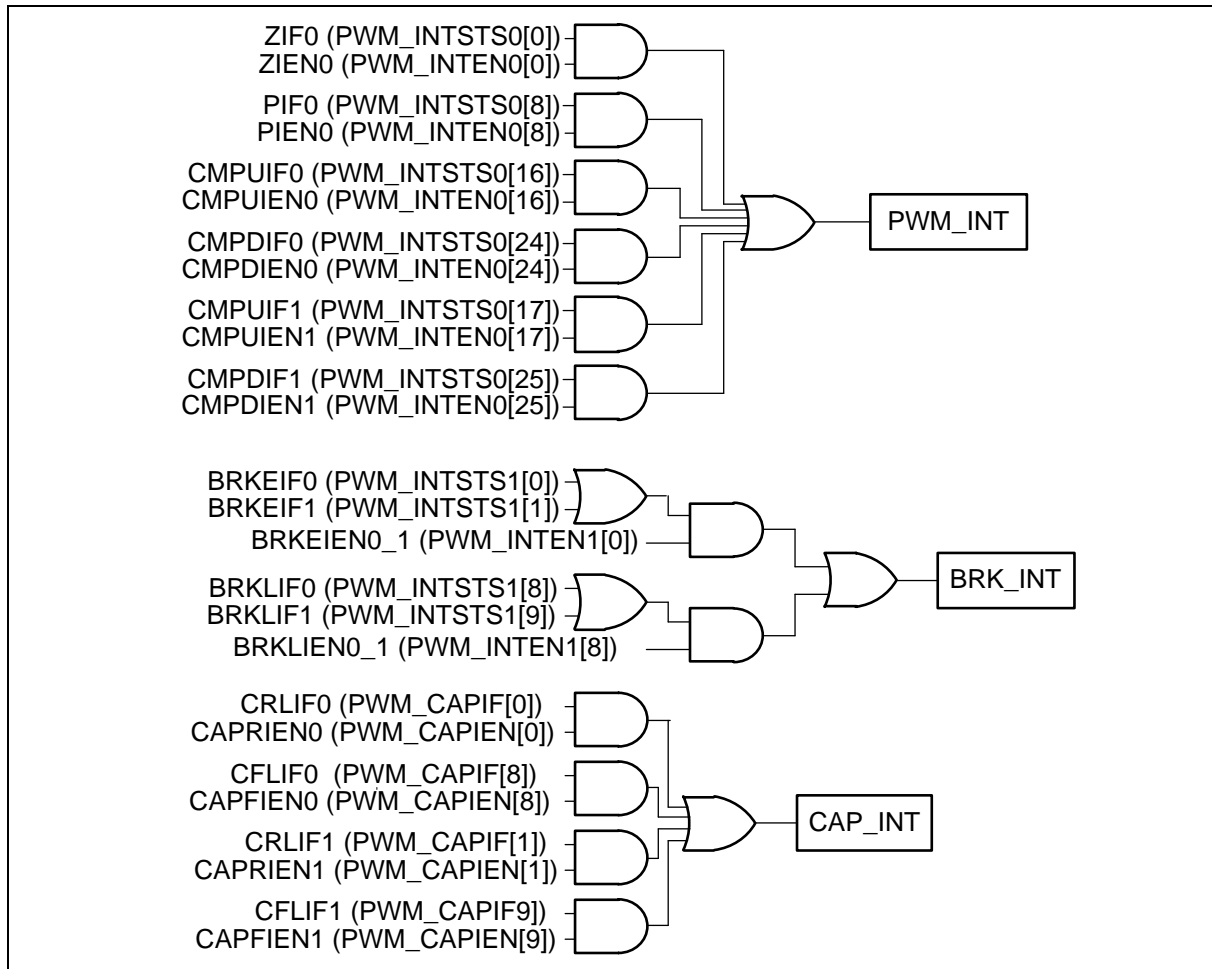 ZIF0 (PWM_INTSTS0[0])
ZIEN0 (PWM_INTEN0[0])
PIF0 (PWM_INTSTS0[8])
PIEN0 (PWM_INTEN0[8])
CMPUIF0 (PWM_INTSTS0[16])
CMPUIEN0 (PWM_INTEN0[16])
CMPDIF0 (PWM_INTSTS0[24])
CMPDIEN0 (PWM_INTEN0[24])
CMPUIF1 (PWM_INTSTS0[17])
CMPUIEN1 (PWM_INTEN0[17])
CMPDIF1 (PWM_INTSTS0[25])
CMPDIEN1 (PWM_INTEN0[25])
PWM_INT
BRKEIF0 (PWM_INTSTS1[0])
BRKEIF1 (PWM_INTSTS1[1])
BRKEIEN0_1 (PWM_INTEN1[0])
BRKLIF0 (PWM_INTSTS1[8])
BRKLIF1 (PWM_INTSTS1[9])
BRKLIEN0_1 (PWM_INTEN1[8])
BRK_INT
CRLIF0 (PWM_CAPIF[0])
CAPRIEN0 (PWM_CAPIEN[0])
CFLIF0 (PWM_CAPIF[8])
CAPFIEN0 (PWM_CAPIEN[8])
CRLIF1 (PWM_CAPIF[1])
CAPRIEN1 (PWM_CAPIEN[1])
CFLIF1 (PWM_CAPIF9])
CAPFIEN1 (PWM_CAPIEN[9])
CAP_INT